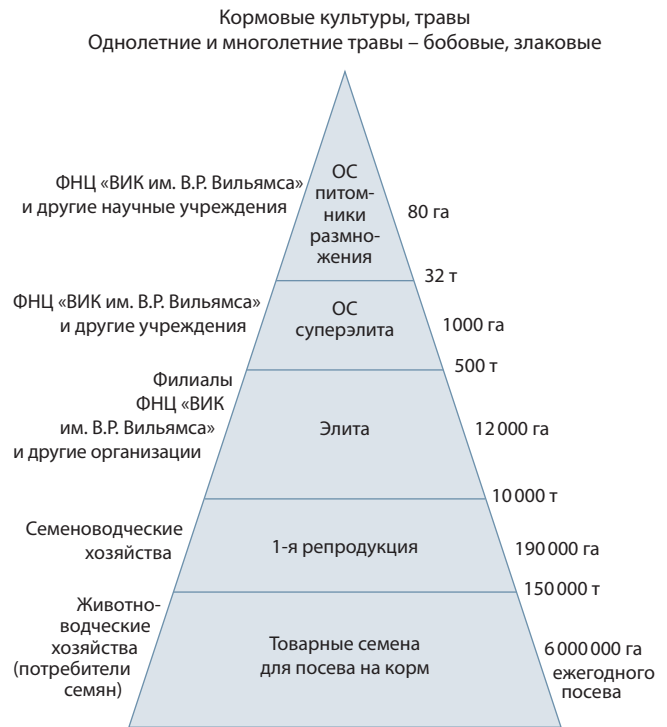 Кормовые культуры, травы
Однолетние и многолетние травы – бобовые, злаковые
ФНЦ «ВИК им. В.Р. Вильямса»
и другие научные учреждения
ОС
питом-
ники
размно-
жения
80 га
32 т
ФНЦ «ВИК им. В.Р. Вильямса»
и другие учреждения
ОС
суперэлита
1000 га
500 т
Филиалы
ФНЦ «ВИК
им. В.Р. Вильямса»
и другие организации
Элита
12 000 га
10 000 т
Семеноводческие
хозяйства
1-я репродукция
190 000 га
150 000 т
Животно-
водческие
хозяйства
(потребители
семян)
Товарные семена
для посева на корм
6 000 000 га
ежегодного
посева